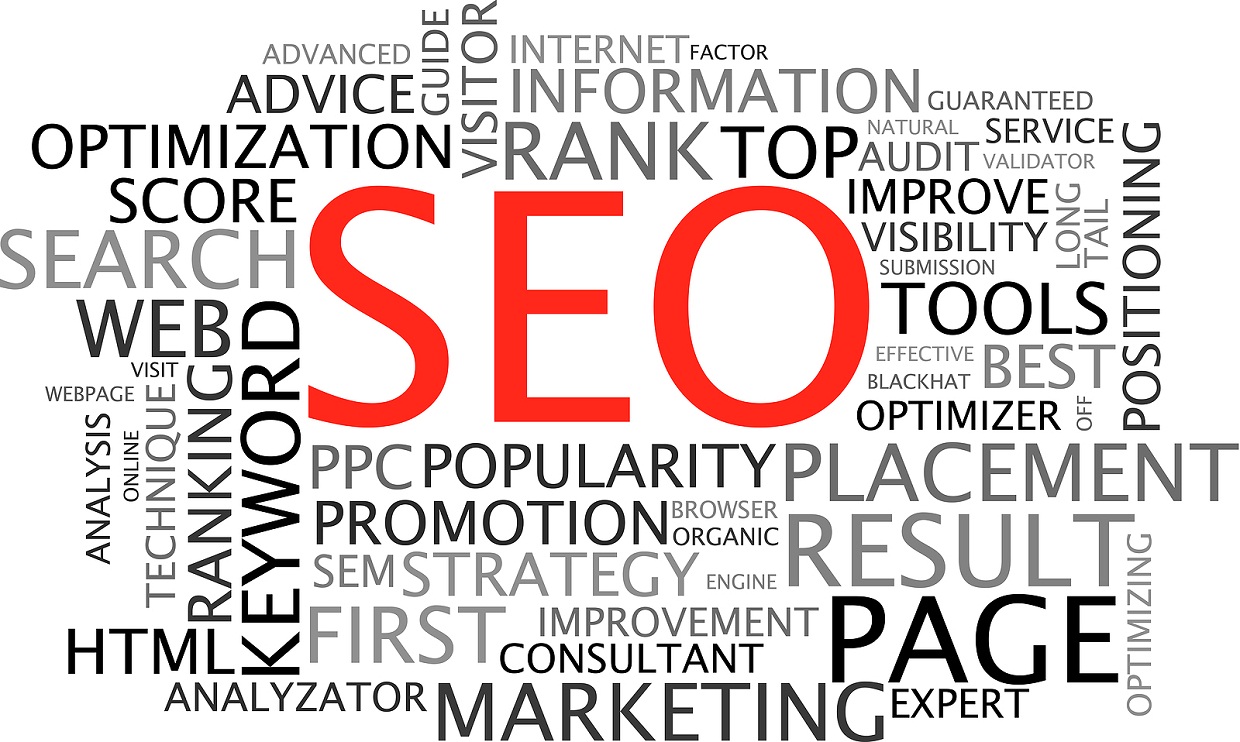 GUIDE
VISITOR
ADVANCED
INTERNET
FACTOR
ADVICE
INFORMATION
GUARANTEED
OPTIMIZATION
RANK
TOP
NATURAL
SERVICE
AUDIT
VALIDATOR
POSITIONING
SCORE
SEO
IMPROVE
LONG
TAIL
SEARCH
VISIBILITY
SUBMISSION
WEB
KEYWORD
TOOLS
VISIT
EFFECTIVE
BEST
WEBPAGE
TECHNIQUE
RANKING
BLACKHAT
OPTIMIZER
OFF
ANALYSIS
ONLINE
PPC
POPULARITY
PLACEMENT
PROMOTION
BROWSER
ORGANIC
RESULT
SEM
STRATEGY
ENGINE
OPTIMIZING
FIRST
IMPROVEMENT
PAGE
HTML
CONSULTANT
ANALYZATOR
MARKETING
EXPERT